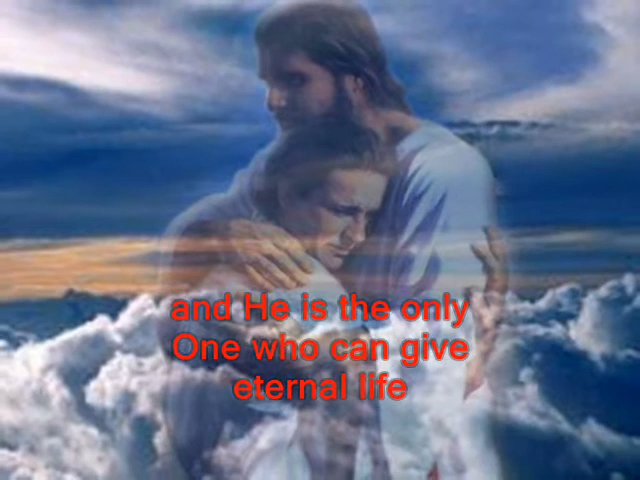 and He is the only
One who can give
eternal life